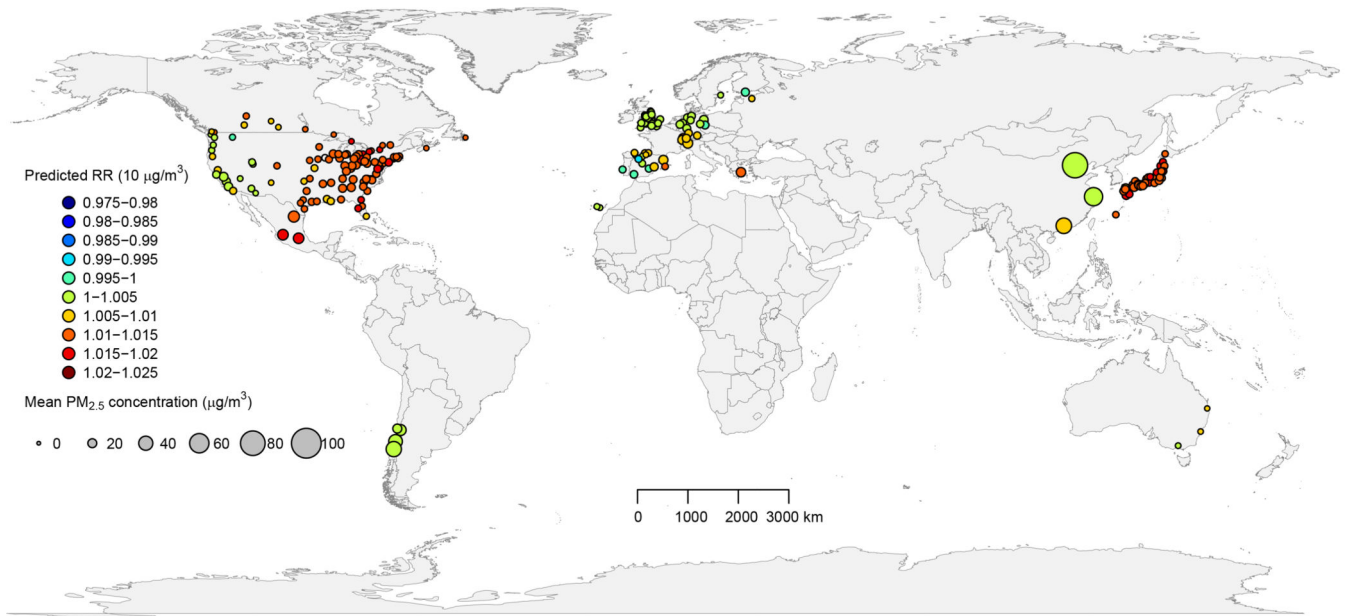 Predicted RR (10 μg/m³)
0.975−0.98
0.98−0.985
0.985−0.99
0.99−0.995
0.995−1
1−1.005
1.005−1.01
1.01−1.015
1.015−1.02
1.02−1.025
Mean PM₂.₅ concentration (μg/m³)
0 20 40 60 80 100
0 1000 2000 3000 km